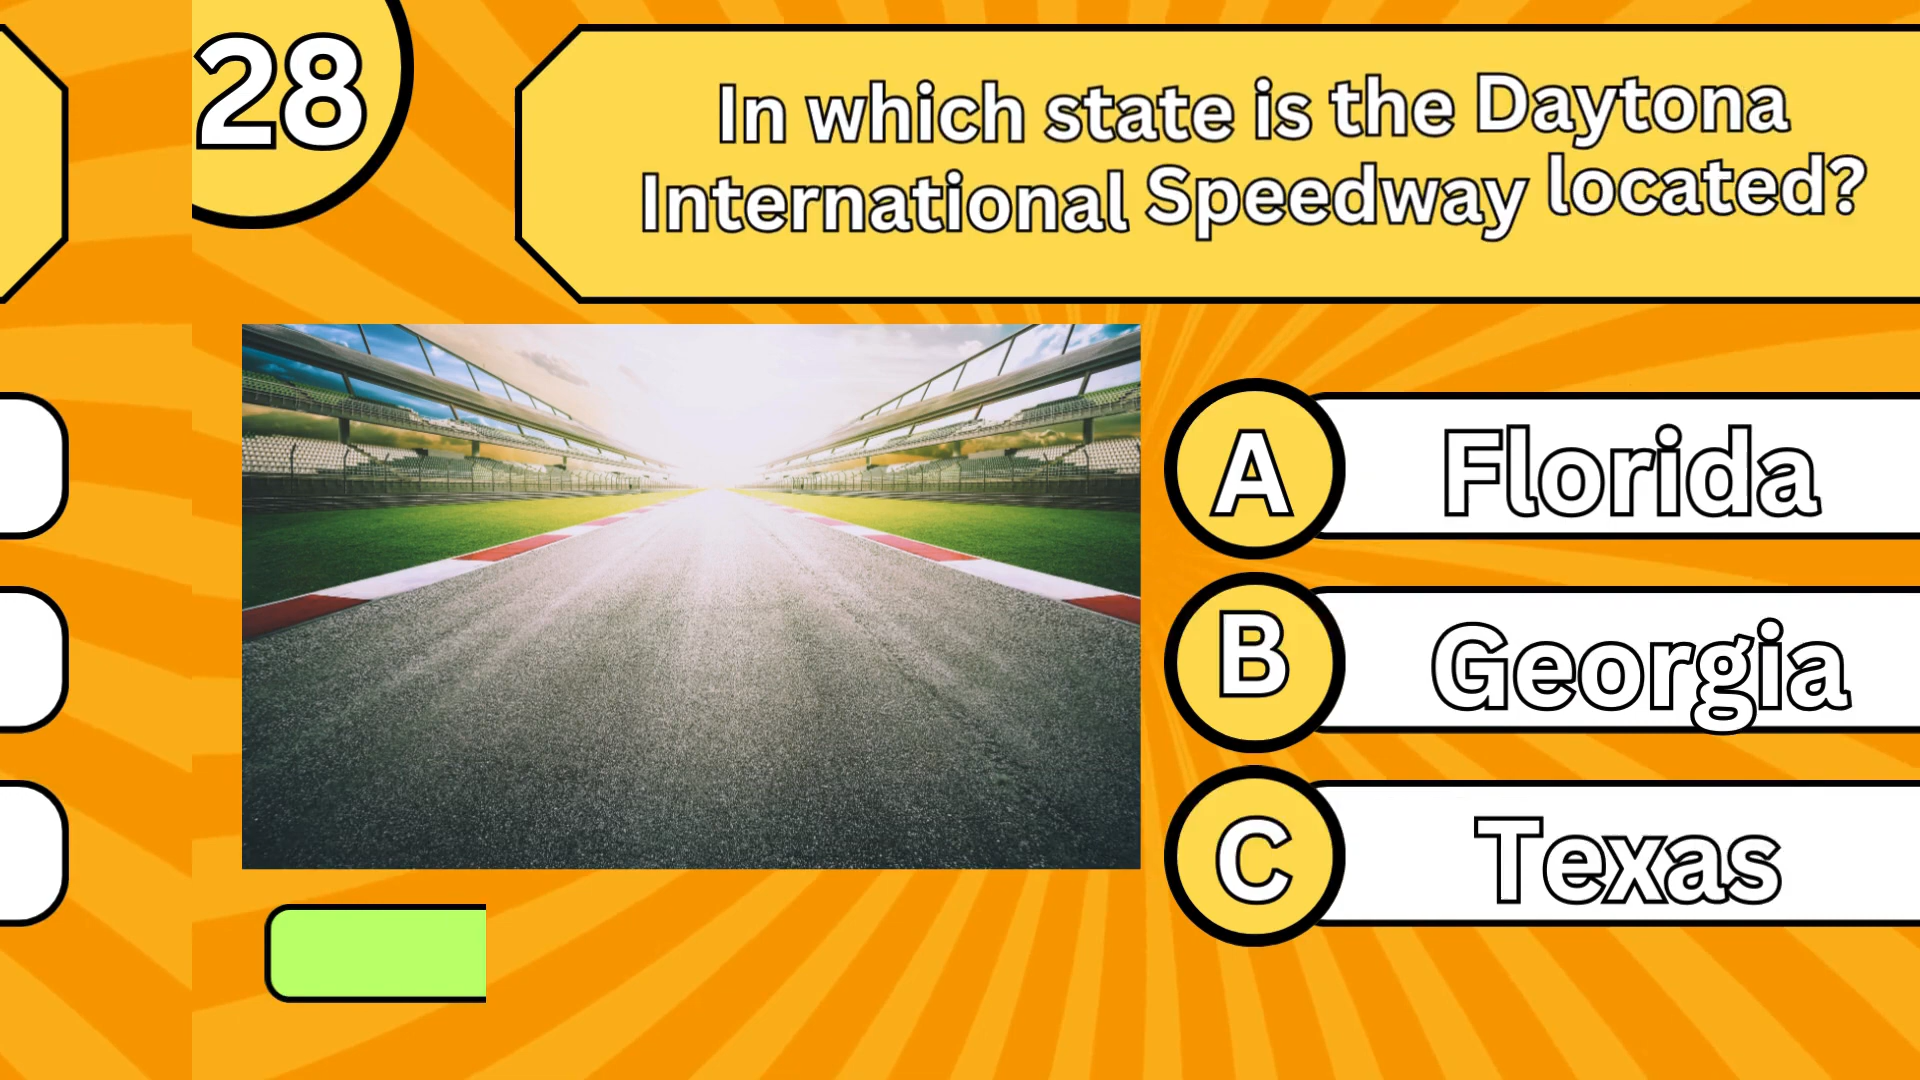 28
In which state is the Daytona
International Speedway located?
A Florida
B Georgia
C Texas